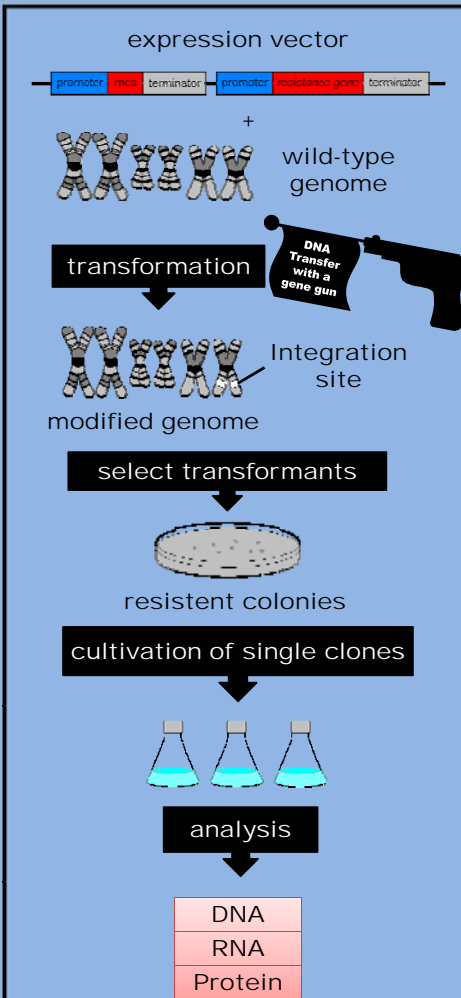 expression vector
promoter mcs terminator promoter resistance gene terminator
+
wild-type
genome
DNA
Transfer
with a
gene gun
transformation
Integration
site
modified genome
select transformants
resistent colonies
cultivation of single clones
analysis
DNA
RNA
Protein